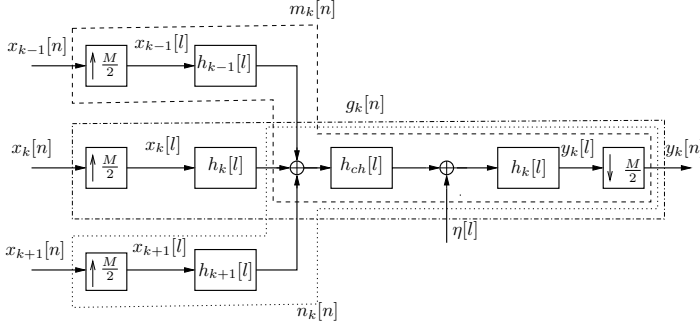 m_k[n]
x_{k-1}[n]
↑ M/2
x_{k-1}[l]
h_{k-1}[l]
g_k[n]
x_k[n]
↑ M/2
x_k[l]
h_k[l]
h_{ch}[l]
h_k[l]
y_k[l]
↓ M/2
y_k[n
η[l]
x_{k+1}[n]
↑ M/2
x_{k+1}[l]
h_{k+1}[l]
n_k[n]